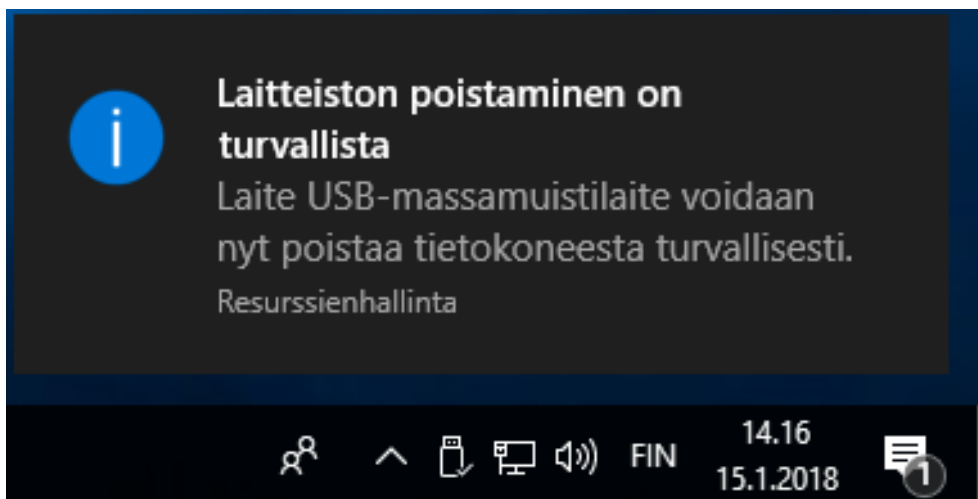 Laitteiston poistaminen on
turvallista
Laite USB-massamuistilaite voidaan
nyt poistaa tietokoneesta turvallisesti.
Resurssienhallinta
FIN
14.16
15.1.2018
1